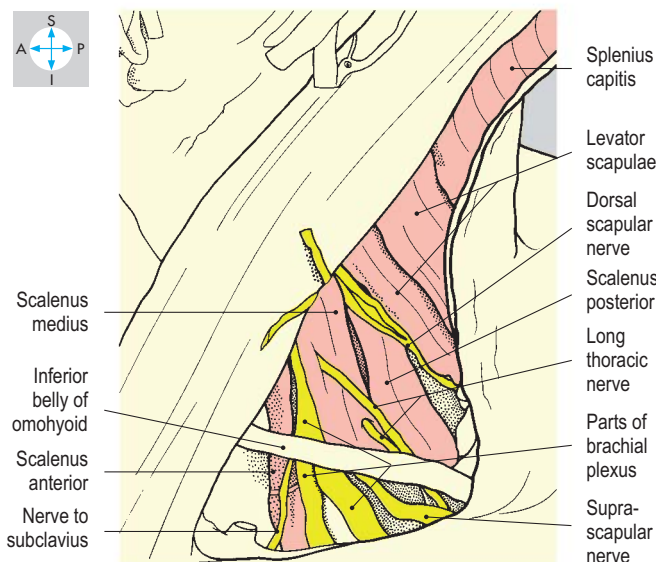 S
A P
I
Splenius
capitis
Levator
scapulae
Dorsal
scapular
nerve
Scalenus
posterior
Long
thoracic
nerve
Parts of
brachial
plexus
Supra-
scapular
nerve
Scalenus
medius
Inferior
belly of
omohyoid
Scalenus
anterior
Nerve to
subclavius